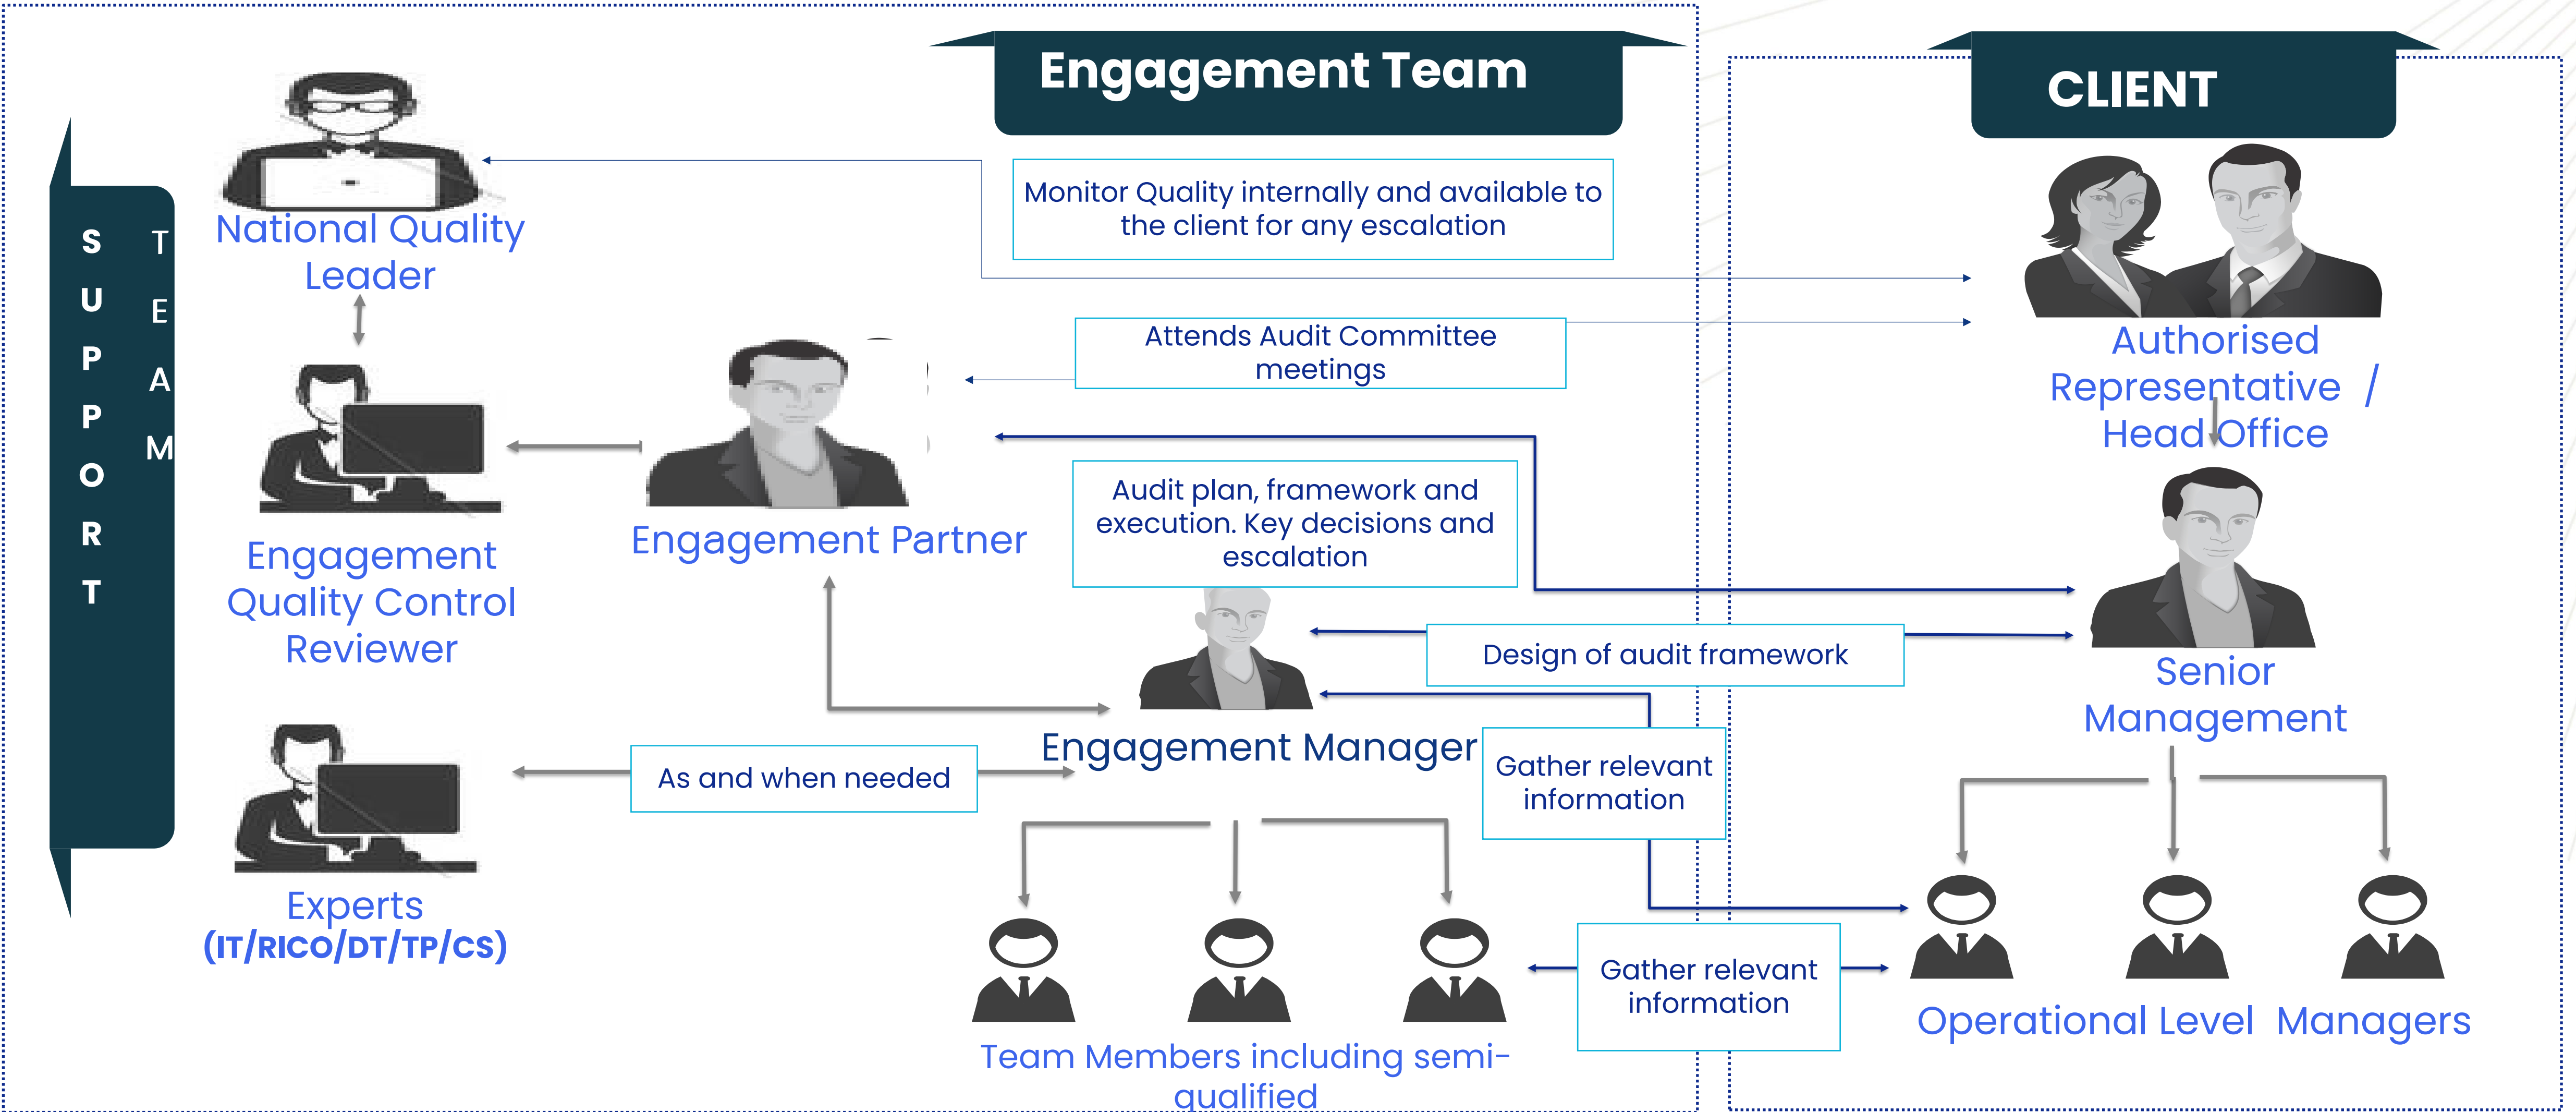 Engagement Team
CLIENT
SUPPORT
TEAM
National Quality
Leader
Monitor Quality internally and available to
the client for any escalation
Attends Audit Committee
meetings
Authorised
Representative /
Head Office
Engagement Partner
Audit plan, framework and
execution. Key decisions and
escalation
Engagement
Quality Control
Reviewer
Design of audit framework
Senior
Management
Engagement Manager
As and when needed
Gather relevant
information
Experts
(IT/RICO/DT/TP/CS)
Gather relevant
information
Operational Level Managers
Team Members including semi-
qualified